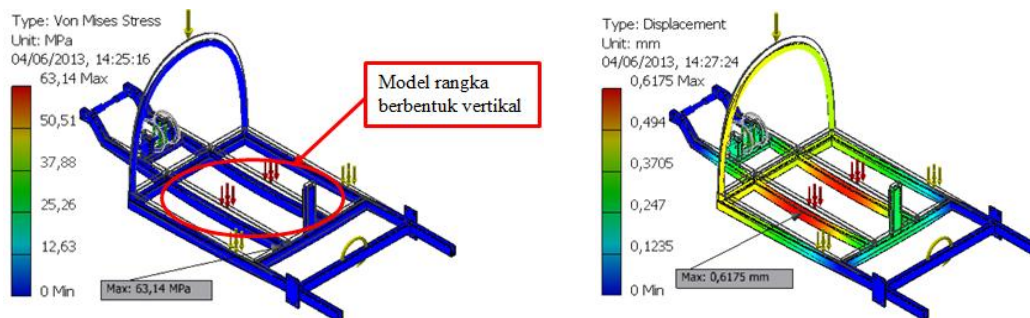 Type: Von Mises Stress
Unit: MPa
04/06/2013, 14:25:16
63,14 Max
50,51
37,88
25,26
12,63
0 Min
Model rangka
berbentuk vertikal
Max: 63,14 MPa
Type: Displacement
Unit: mm
04/06/2013, 14:27:24
0,6175 Max
0,494
0,3705
0,247
0,1235
0 Min
Max: 0,6175 mm